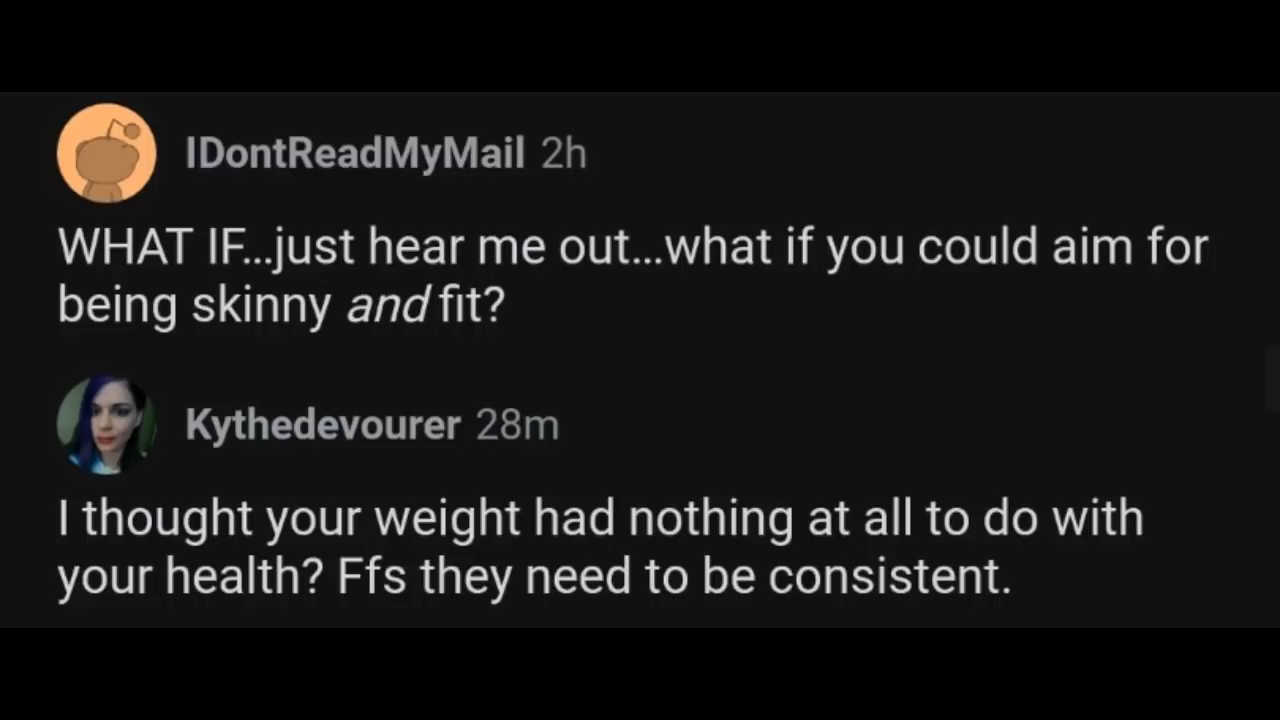 IDontReadMyMail 2h
WHAT IF...just hear me out...what if you could aim for
being skinny and fit?
Kythedevourer 28m
I thought your weight had nothing at all to do with
your health? Ffs they need to be consistent.